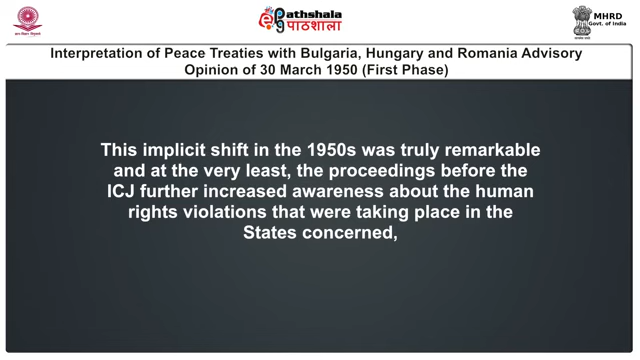 ePathshala
पाठशाला
MHRD
Govt. of India
Interpretation of Peace Treaties with Bulgaria, Hungary and Romania Advisory
Opinion of 30 March 1950 (First Phase)
This implicit shift in the 1950s was truly remarkable
and at the very least, the proceedings before the
ICJ further increased awareness about the human
rights violations that were taking place in the
States concerned,